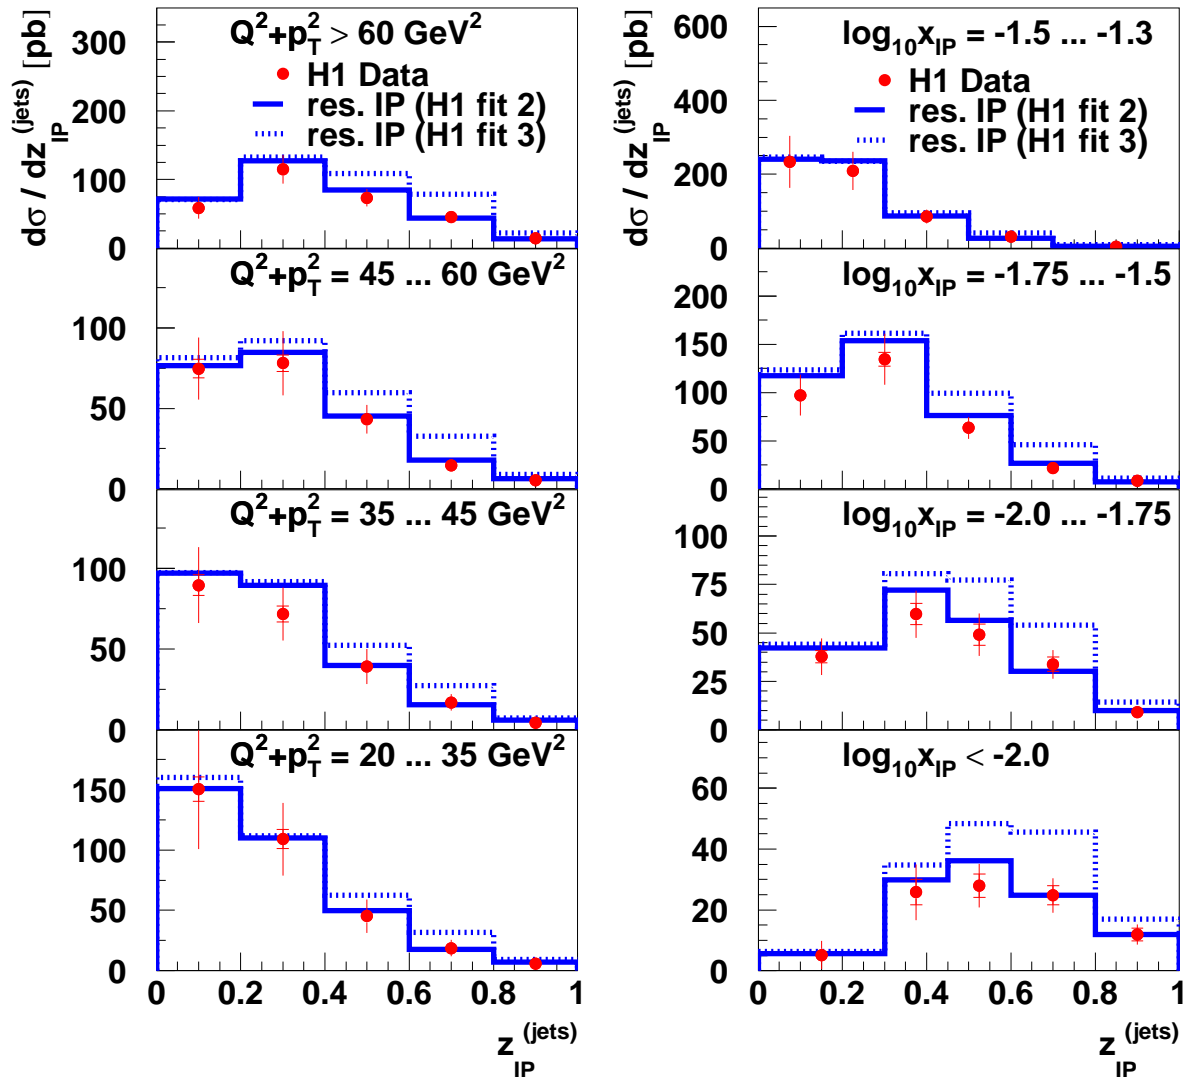 dσ / dz_IP^(jets) [pb]
Q²+p_T² > 60 GeV²
H1 Data
res. IP (H1 fit 2)
res. IP (H1 fit 3)
300
200
100
0
Q²+p_T² = 45 ... 60 GeV²
100
50
0
Q²+p_T² = 35 ... 45 GeV²
100
50
0
Q²+p_T² = 20 ... 35 GeV²
150
100
50
0
0 0.2 0.4 0.6 0.8 1
z_IP^(jets)
dσ / dz_IP^(jets) [pb]
log₁₀x_IP = -1.5 ... -1.3
H1 Data
res. IP (H1 fit 2)
res. IP (H1 fit 3)
600
400
200
0
log₁₀x_IP = -1.75 ... -1.5
200
150
100
50
0
log₁₀x_IP = -2.0 ... -1.75
100
75
50
25
0
log₁₀x_IP < -2.0
60
40
20
0
0 0.2 0.4 0.6 0.8 1
z_IP^(jets)